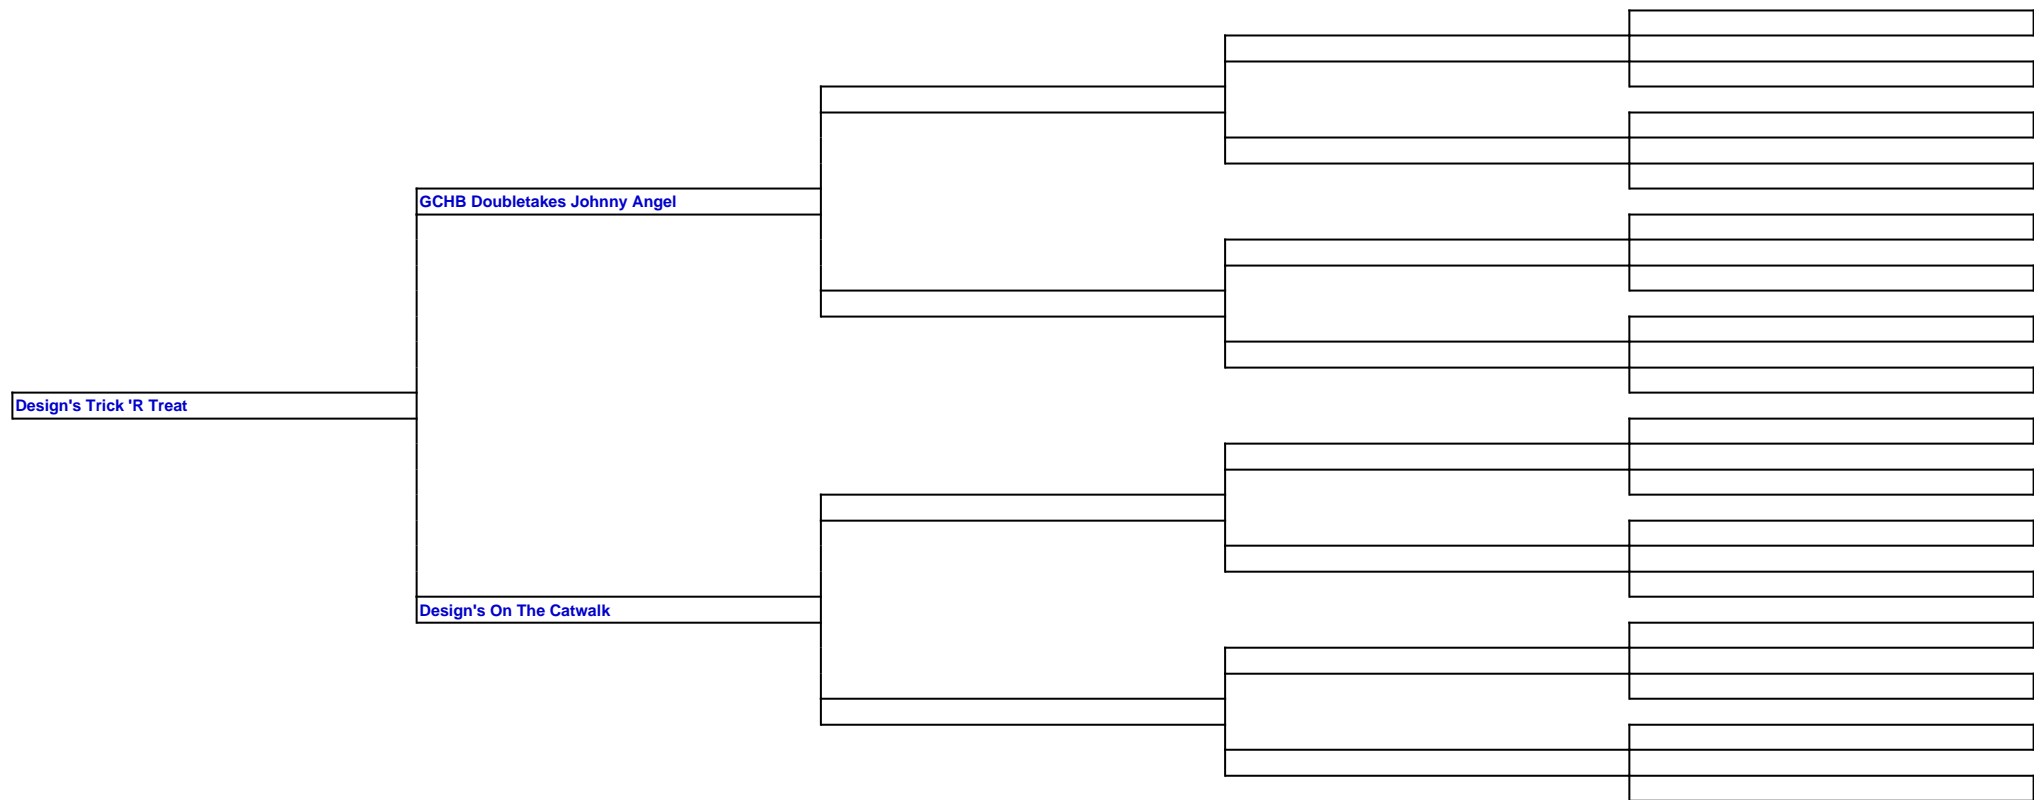 GCHB Doubletakes Johnny Angel
Design's Trick 'R Treat
Design's On The Catwalk